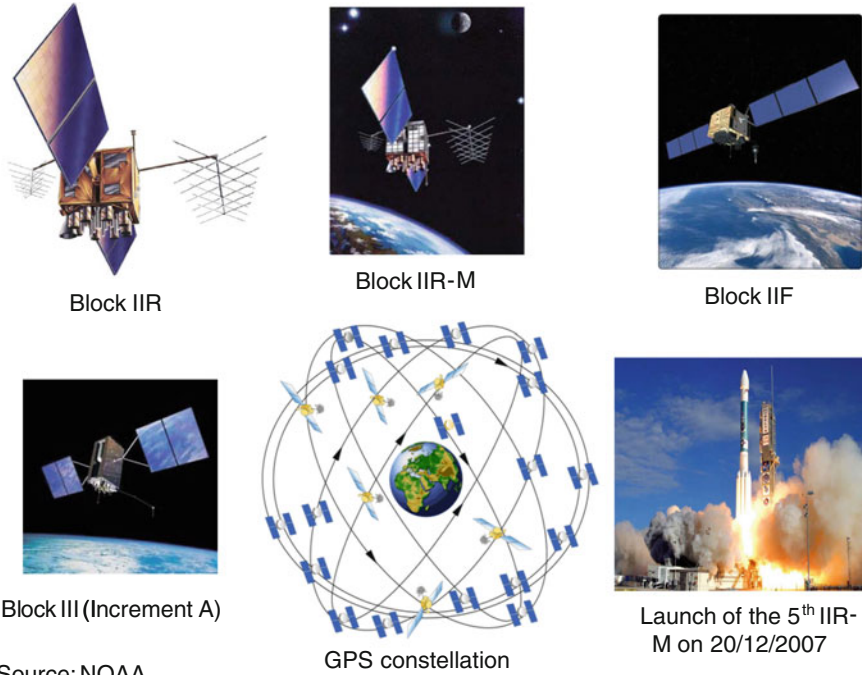 Block IIR
Block IIR-M
Block IIF
Block III (Increment A)
GPS constellation
Launch of the 5th IIR-
M on 20/12/2007
Source: NOAA